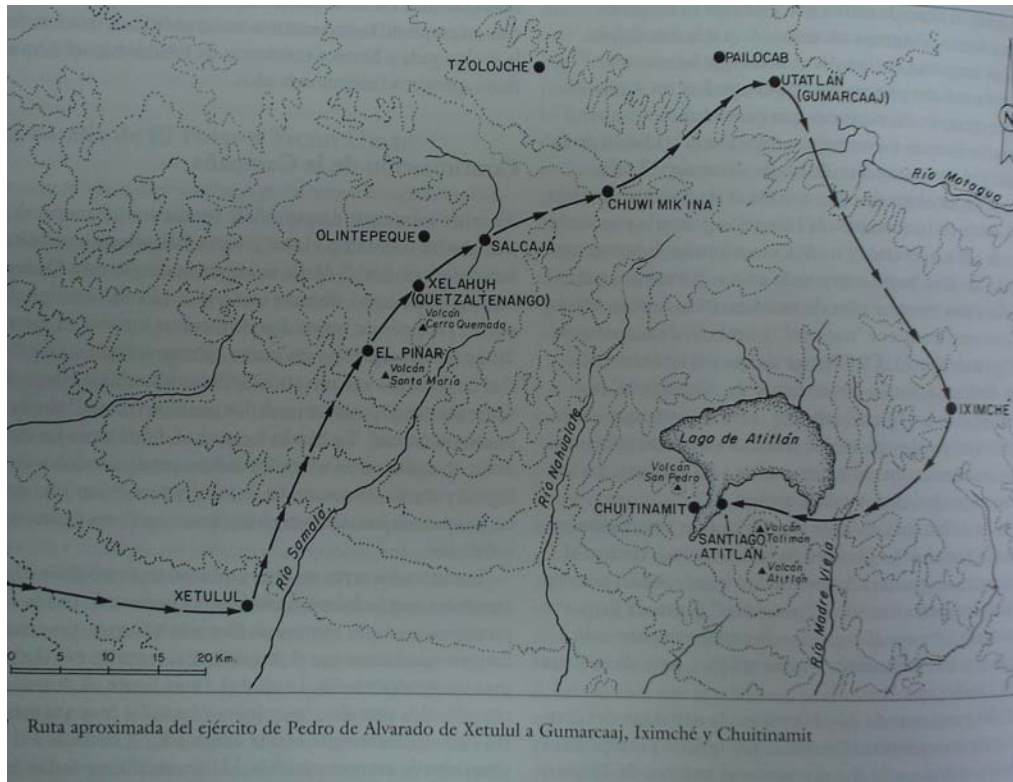 PAILOCAB
TZ'OLOJCHE'
UTATLÁN
(GUMARCAAJ)
N
Río Motagua
CHUWI MIK'INA
OLINTEPEQUE
SALCAJÁ
XELAHUH
(QUETZALTENANGO)
Volcán
Cerro Quemado
EL PINAR
Volcán
Santa María
IXIMCHÉ
Lago de Atitlán
Río Nahualate
Volcán
San Pedro
CHUITINAMIT
SANTIAGO
ATITLÁN
Volcán
Tolimán
Volcán
Atitlán
Río Samalá
Río Madre Vieja
XETULUL
0 5 10 15 20 Km.
Ruta aproximada del ejército de Pedro de Alvarado de Xetulul a Gumarcaaj, Iximché y Chuitinamit